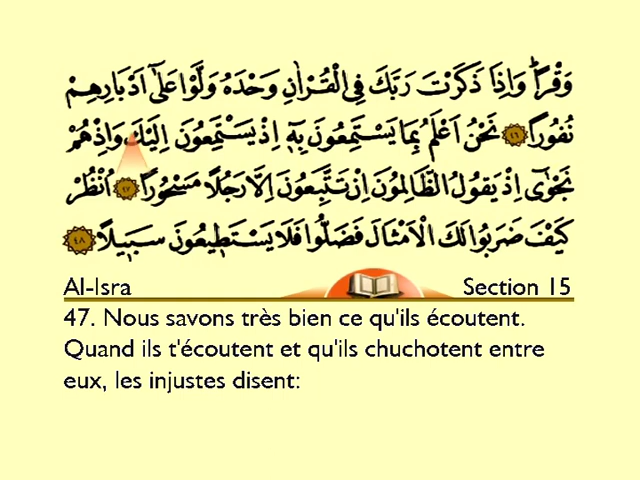 وَقْرًا وَإِذَا ذَكَرْتَ رَبَّكَ فِي الْقُرْاٰنِ وَحْدَهُ وَلَّوْا عَلٰٓى اَدْبَارِهِمْ
نُفُورًا ٤٦ نَحْنُ اَعْلَمُ بِمَا يَسْتَمِعُونَ بِهٖٓ اِذْ يَسْتَمِعُونَ اِلَيْكَ وَاِذْهُمْ
نَجْوٰٓى اِذْ يَقُولُ الظَّالِمُونَ اِنْ تَتَّبِعُونَ اِلَّا رَجُلًا مَسْحُورًا ٤٧ اُنْظُرْ
كَيْفَ ضَرَبُوا لَكَ الْاَمْثَالَ فَضَلُّوا فَلَا يَسْتَطٖيعُونَ سَبٖيلًا ٤٨
Al-Isra Section 15
47. Nous savons très bien ce qu'ils écoutent.
Quand ils t'écoutent et qu'ils chuchotent entre
eux, les injustes disent: